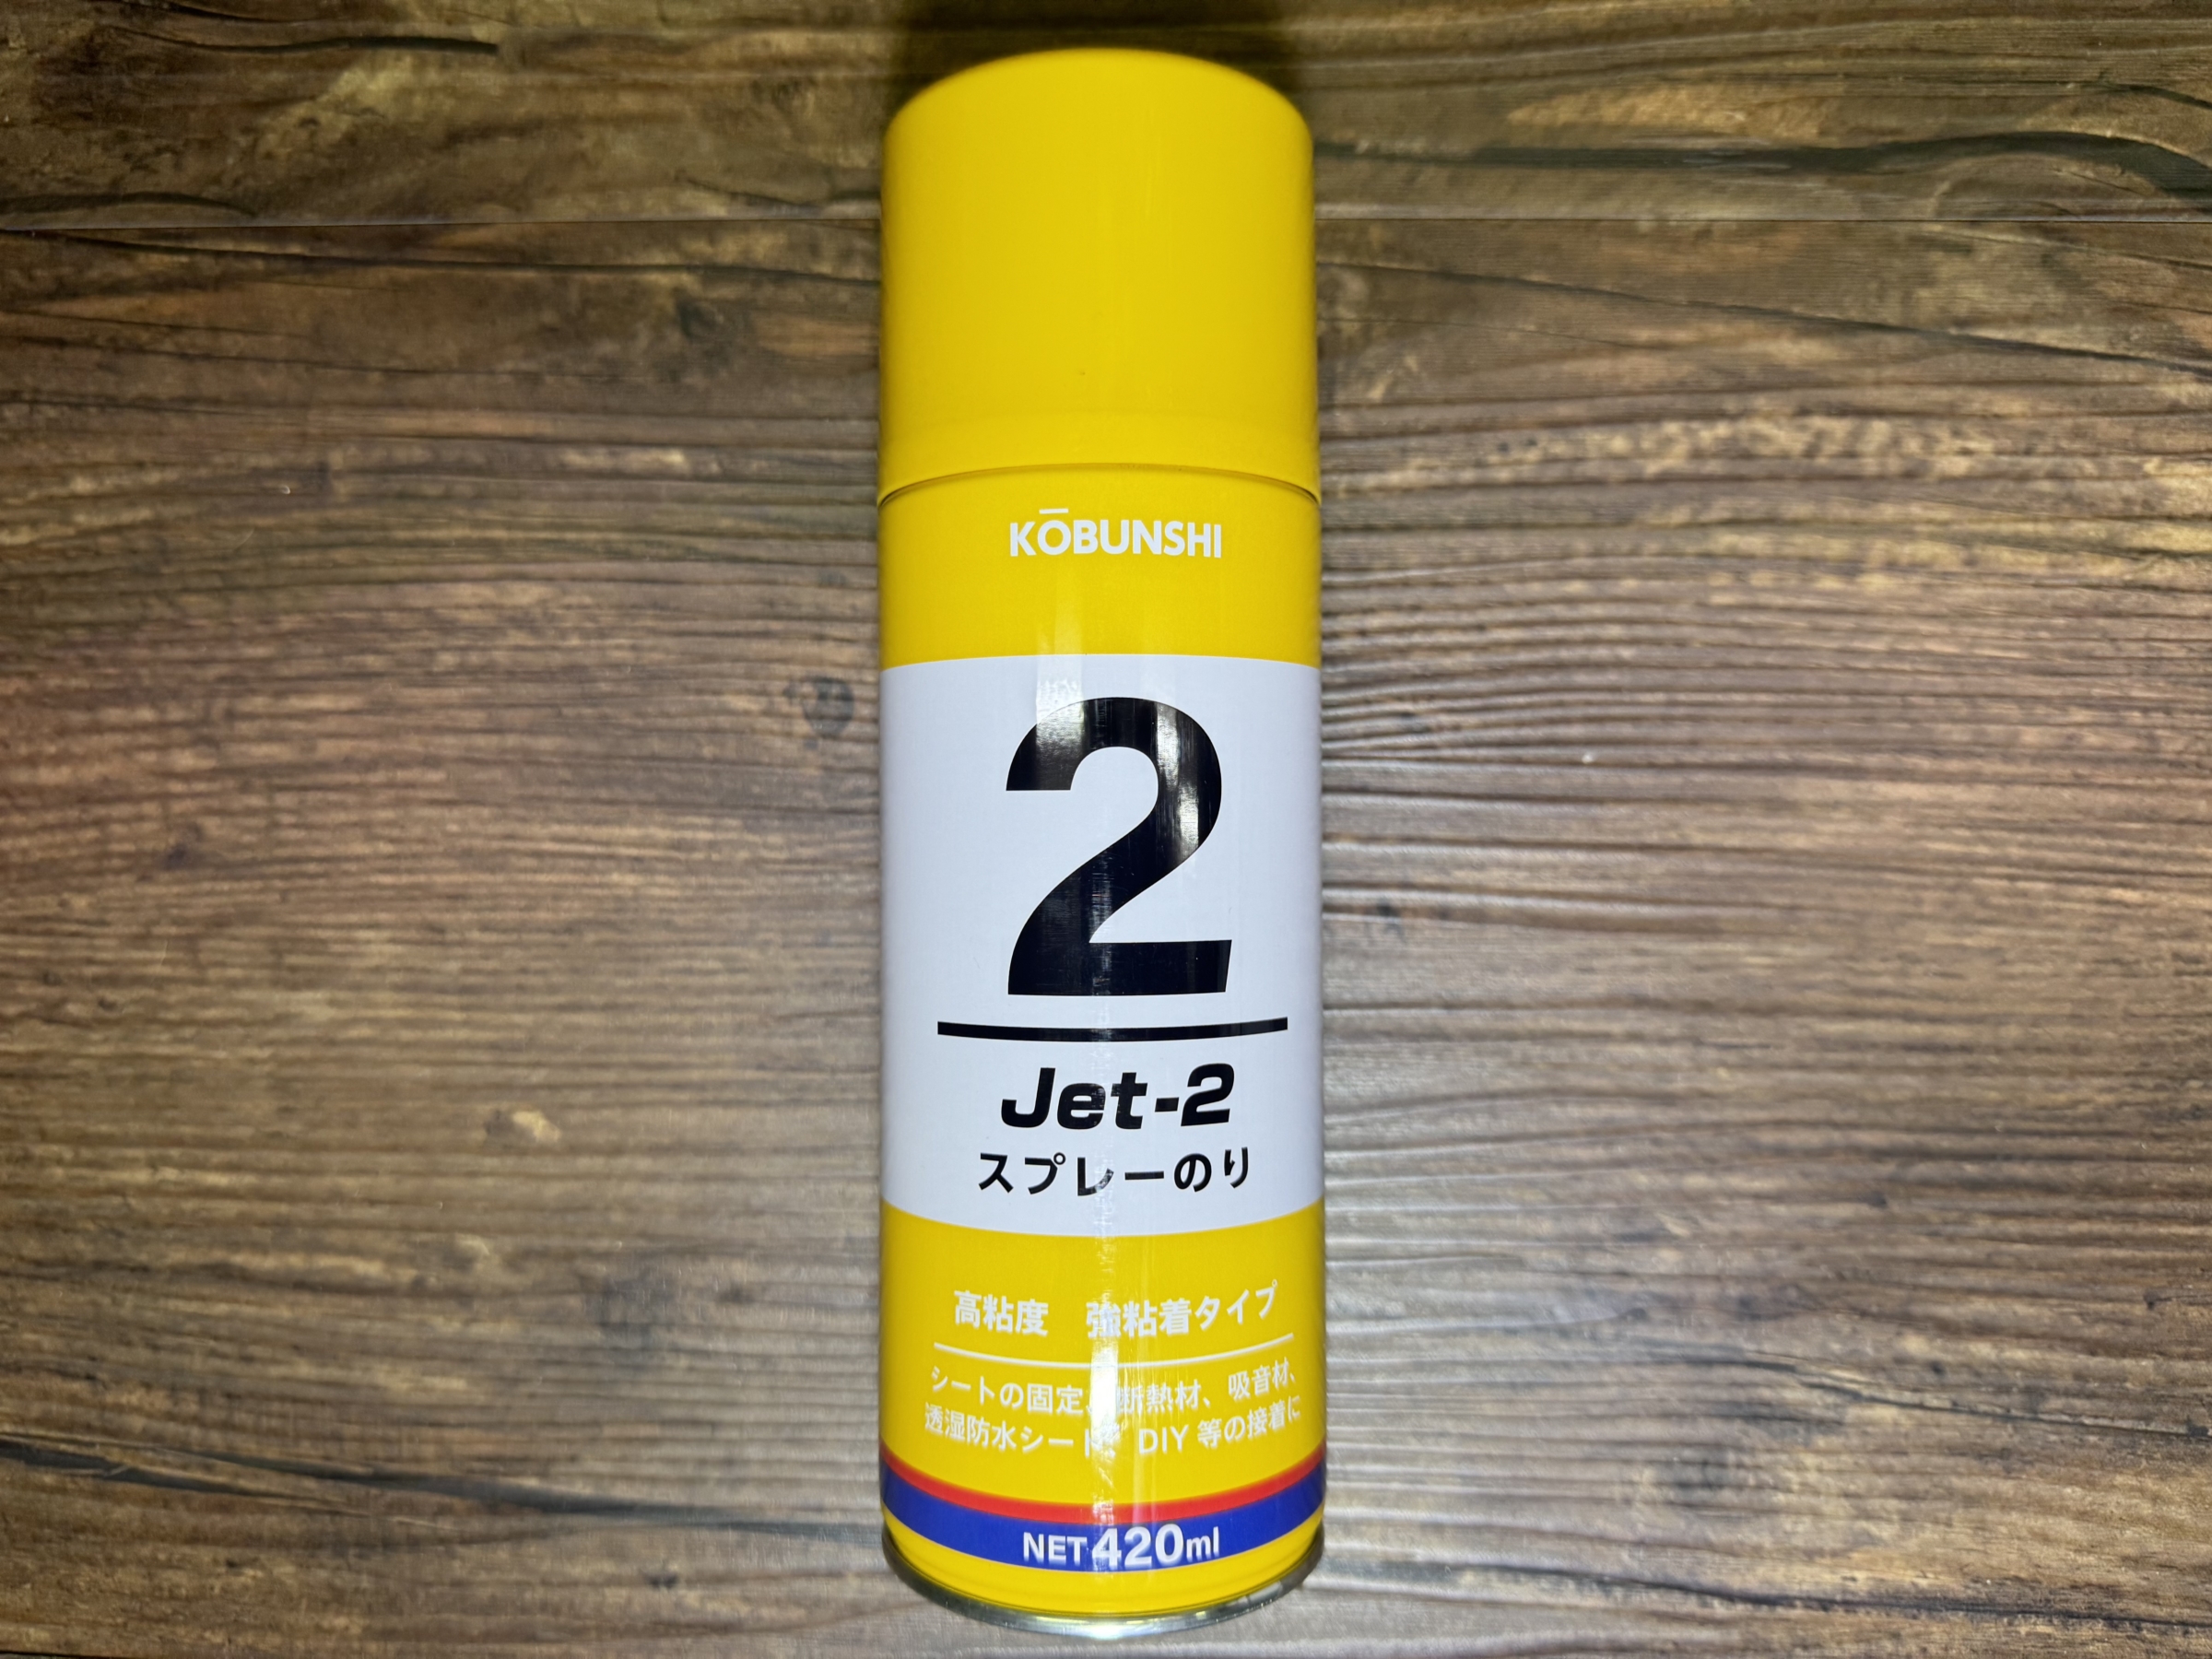 KŌBUNSHI
2
Jet-2
スプレーのり
高粘度 強粘着タイプ
シートの固定、断熱材、吸音材、
透湿防水シート DIY 等の接着に
NET 420ml